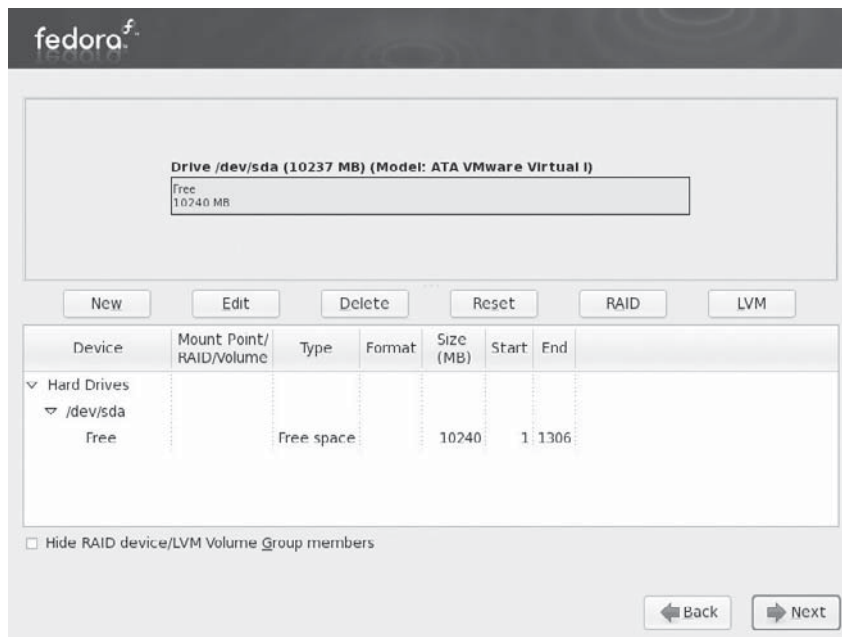 fedora
Drive /dev/sda (10237 MB) (Model: ATA VMware Virtual I)
Free
10240 MB
New Edit Delete Reset RAID LVM
Device Mount Point/ RAID/Volume Type Format Size (MB) Start End
Hard Drives
/dev/sda
Free Free space 10240 1 1306
Hide RAID device/LVM Volume Group members
Back Next